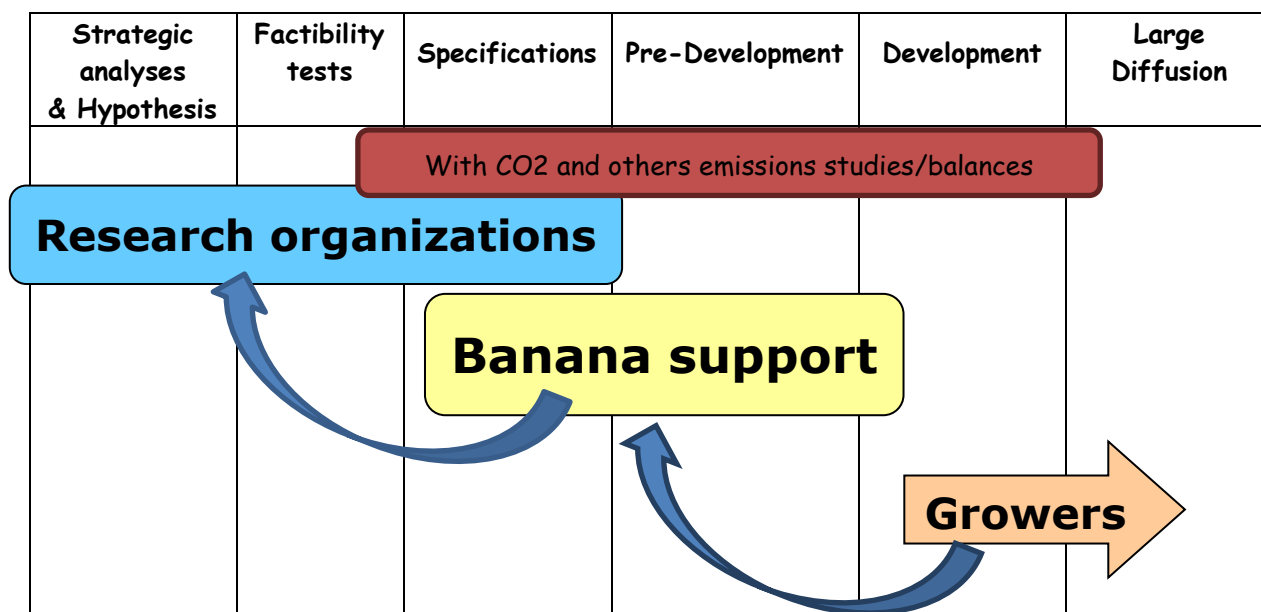 Strategic
analyses
& Hypothesis
Factibility
tests
Specifications
Pre-Development
Development
Large
Diffusion
With CO2 and others emissions studies/balances
Research organizations
Banana support
Growers